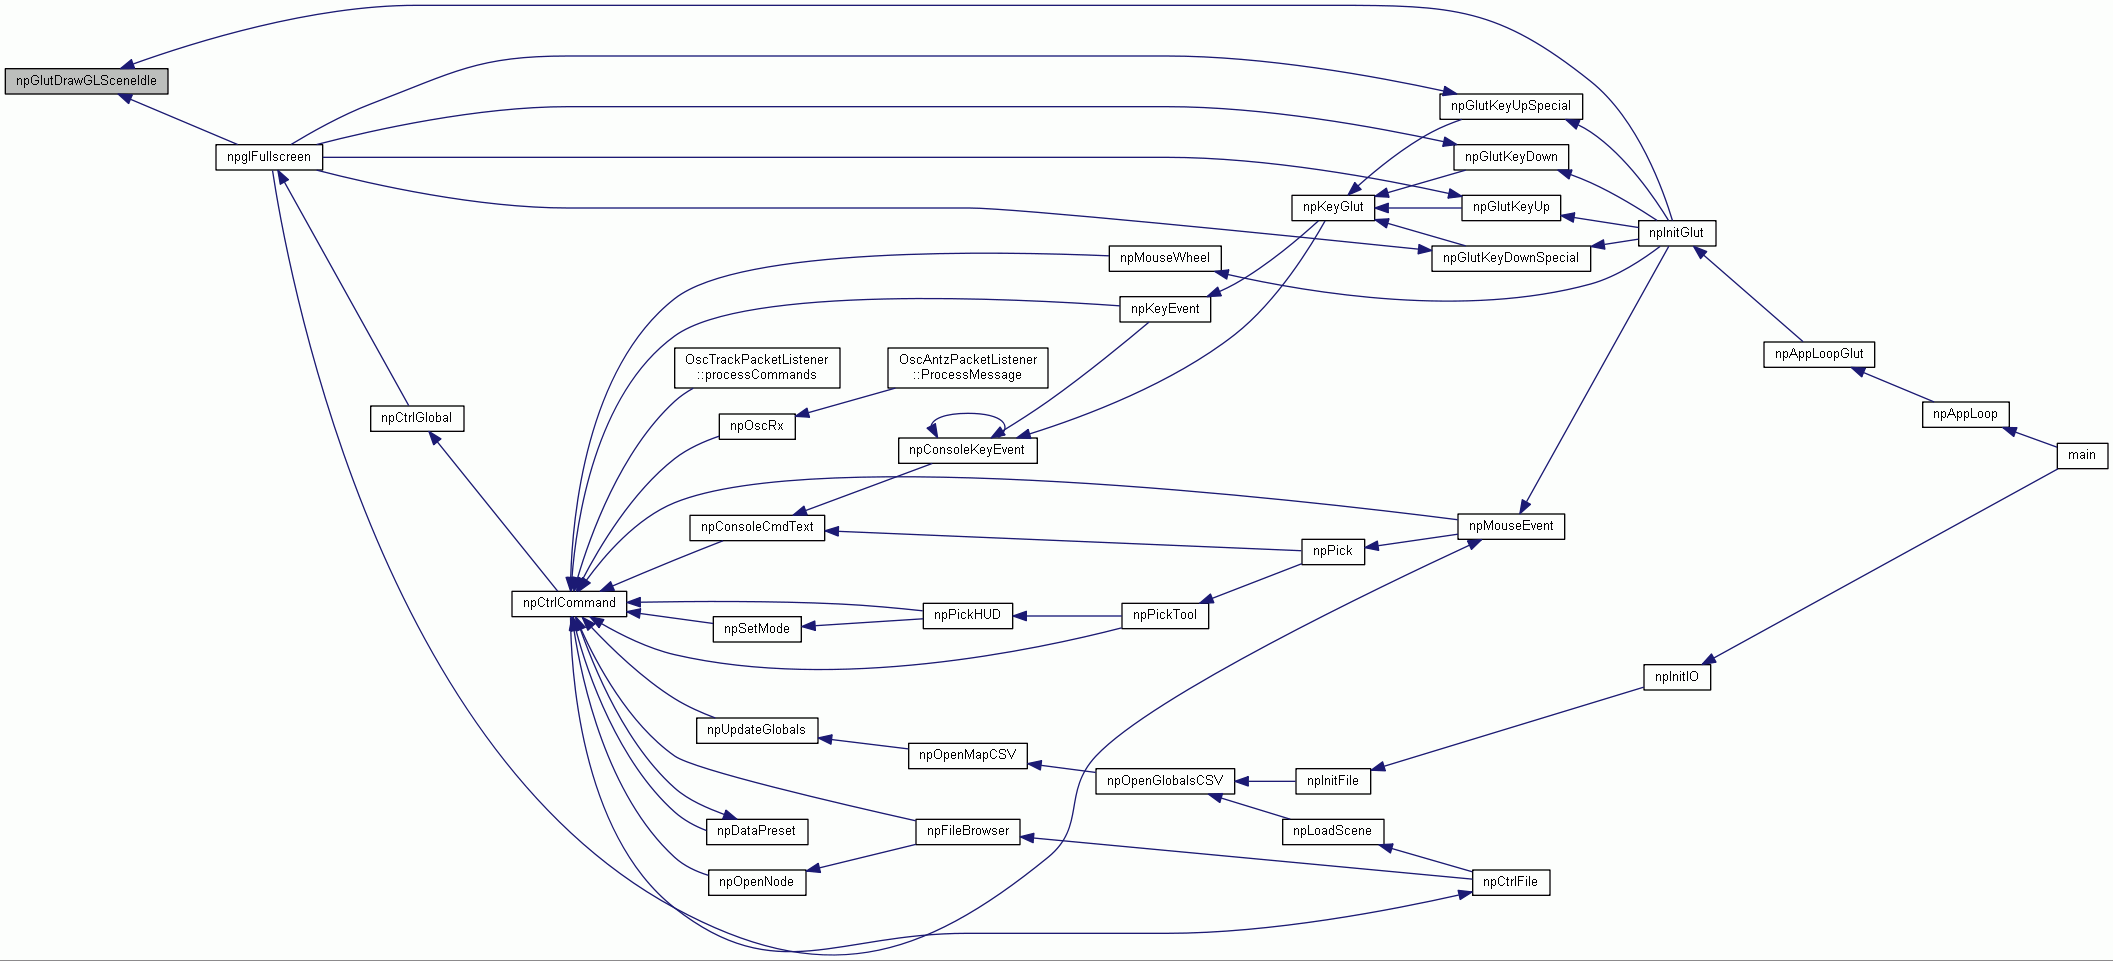 npGlutDrawGLSceneIdle
npglFullscreen
npCtrlGlobal
npCtrlCommand
OscTrackPacketListener
::processCommands
npOscRx
npConsoleCmdText
npSetMode
npUpdateGlobals
npDataPreset
npOpenNode
OscAntzPacketListener
::ProcessMessage
npConsoleKeyEvent
npPickHUD
npOpenMapCSV
npFileBrowser
npMouseWheel
npKeyEvent
npPickTool
npOpenGlobalsCSV
npKeyGlut
npPick
npInitFile
npLoadScene
npGlutKeyUpSpecial
npGlutKeyDown
npGlutKeyUp
npGlutKeyDownSpecial
npMouseEvent
npCtrlFile
npInitGlut
npInitIO
npAppLoopGlut
npAppLoop
main